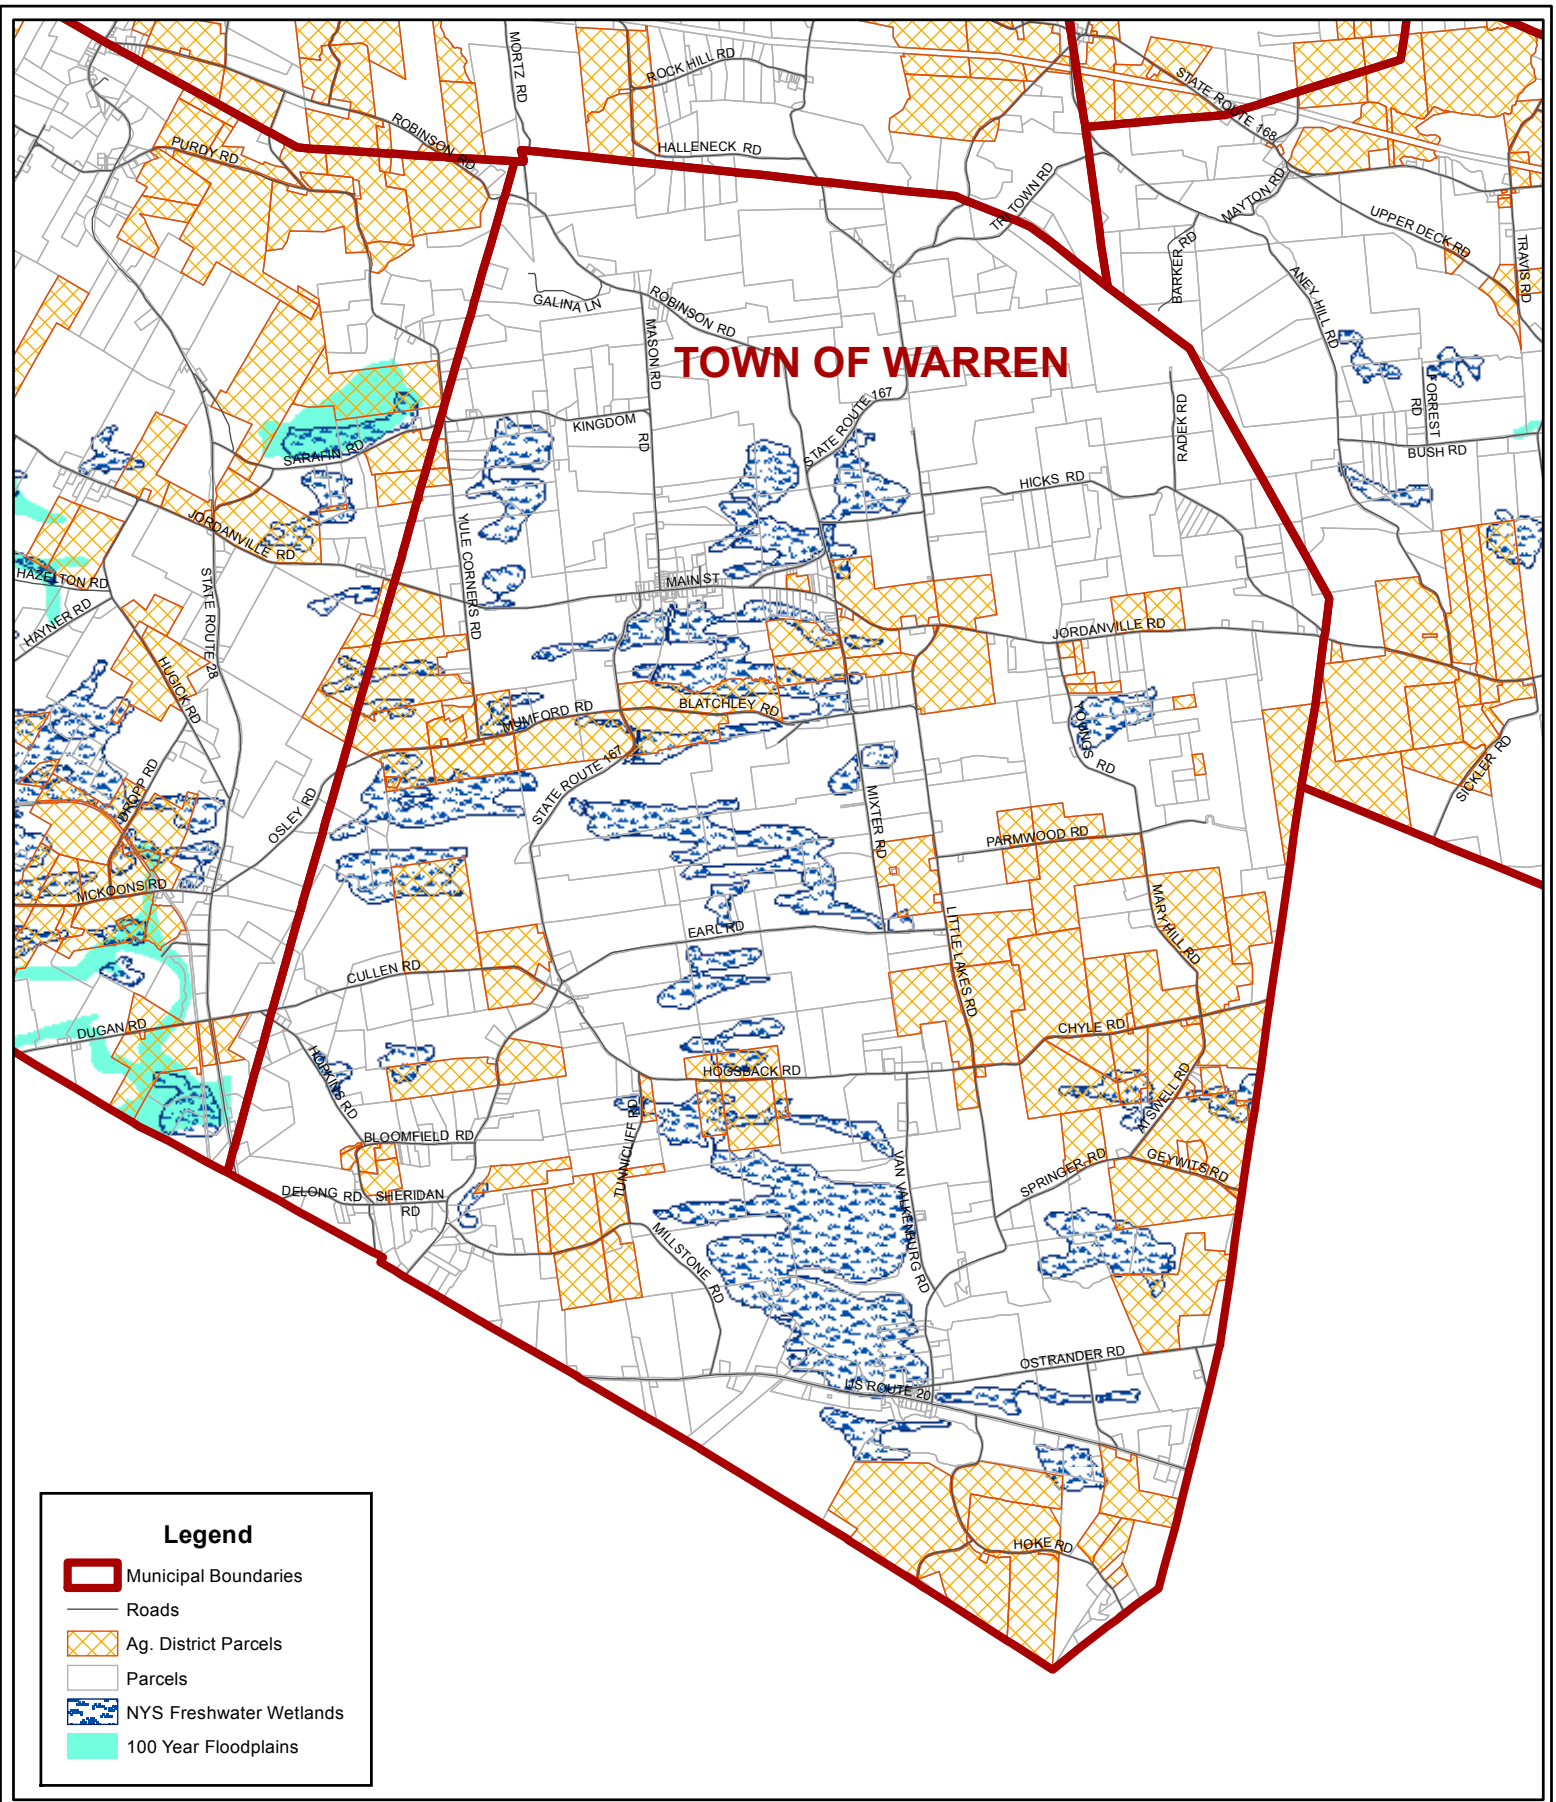 MORTZ RD
ROCK HILL RD
STATE ROUTE 168
ROBINSON RD
PURDY RD
HALLENECK RD
TRI TOWN RD
MAYTON RD
UPPER DECK RD
BARKER RD
TRAVIS RD
ANEY HILL RD
GALINA LN
ROBINSON RD
MASON RD
TOWN OF WARREN
FORREST
RD
STATE ROUTE 167
KINGDOM
RD
RADEK RD
SARAFIN RD
BUSH RD
HICKS RD
JORDANVILLE RD
YULE CORNERS RD
HAZELTON RD
STATE ROUTE 28
MAIN ST
HAYNER RD
JORDANVILLE RD
HUGICK RD
MUMFORD RD
BLATCHLEY RD
YOUNGS RD
STATE ROUTE 167
SICKLER RD
DROPP RD
OSLEY RD
MIXTER RD
PARMWOOD RD
MCKOONS RD
MARYHILL RD
EARL RD
LITTLE LAKES RD
CULLEN RD
DUGAN RD
CHYLE RD
HOPKINS RD
HOGSBACK RD
AYSWELL RD
TUNNICLIFF RD
BLOOMFIELD RD
VAN VALKENBURG RD
SPRINGER RD
GEYWITS RD
DELONG RD
SHERIDAN
RD
MILLSTONE RD
OSTRANDER RD
US ROUTE 20
HOKE RD
Legend
Municipal Boundaries
Roads
Ag. District Parcels
Parcels
NYS Freshwater Wetlands
100 Year Floodplains